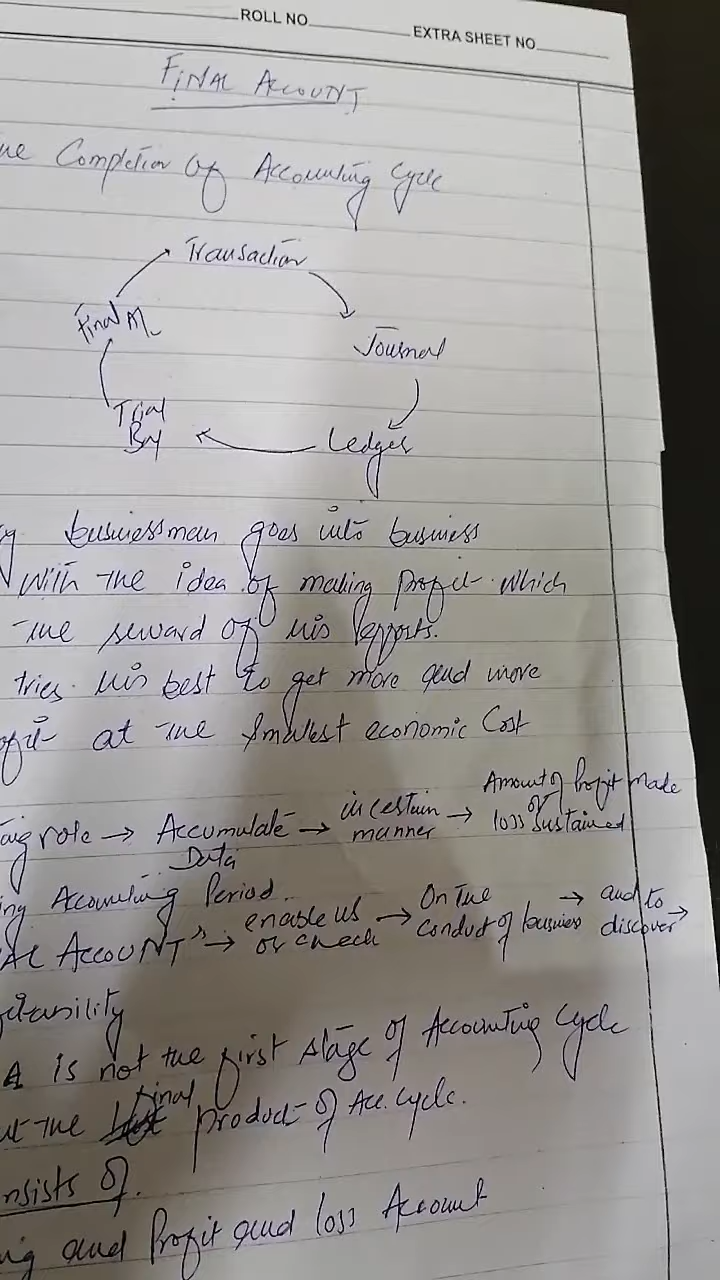 ROLL NO
EXTRA SHEET NO
FINAL ACCOUNT
Completion of Accounting Cycle
Transaction
Journal
Ledger
Trial
Bal
Final A/c
businessman goes into business
With the idea of making profit which
the reward of his efforts.
tries his best to get more and more
at the smallest economic Cost
role → Accumulate Data → in certain manner → Amount of Profit made or loss sustained
Accounting Period.
ACCOUNT" → enable us or check → On the conduct of business → and to discover →
is not the first stage of Accounting Cycle
the Final product of Acc. cycle.
of.
and Profit and loss Account